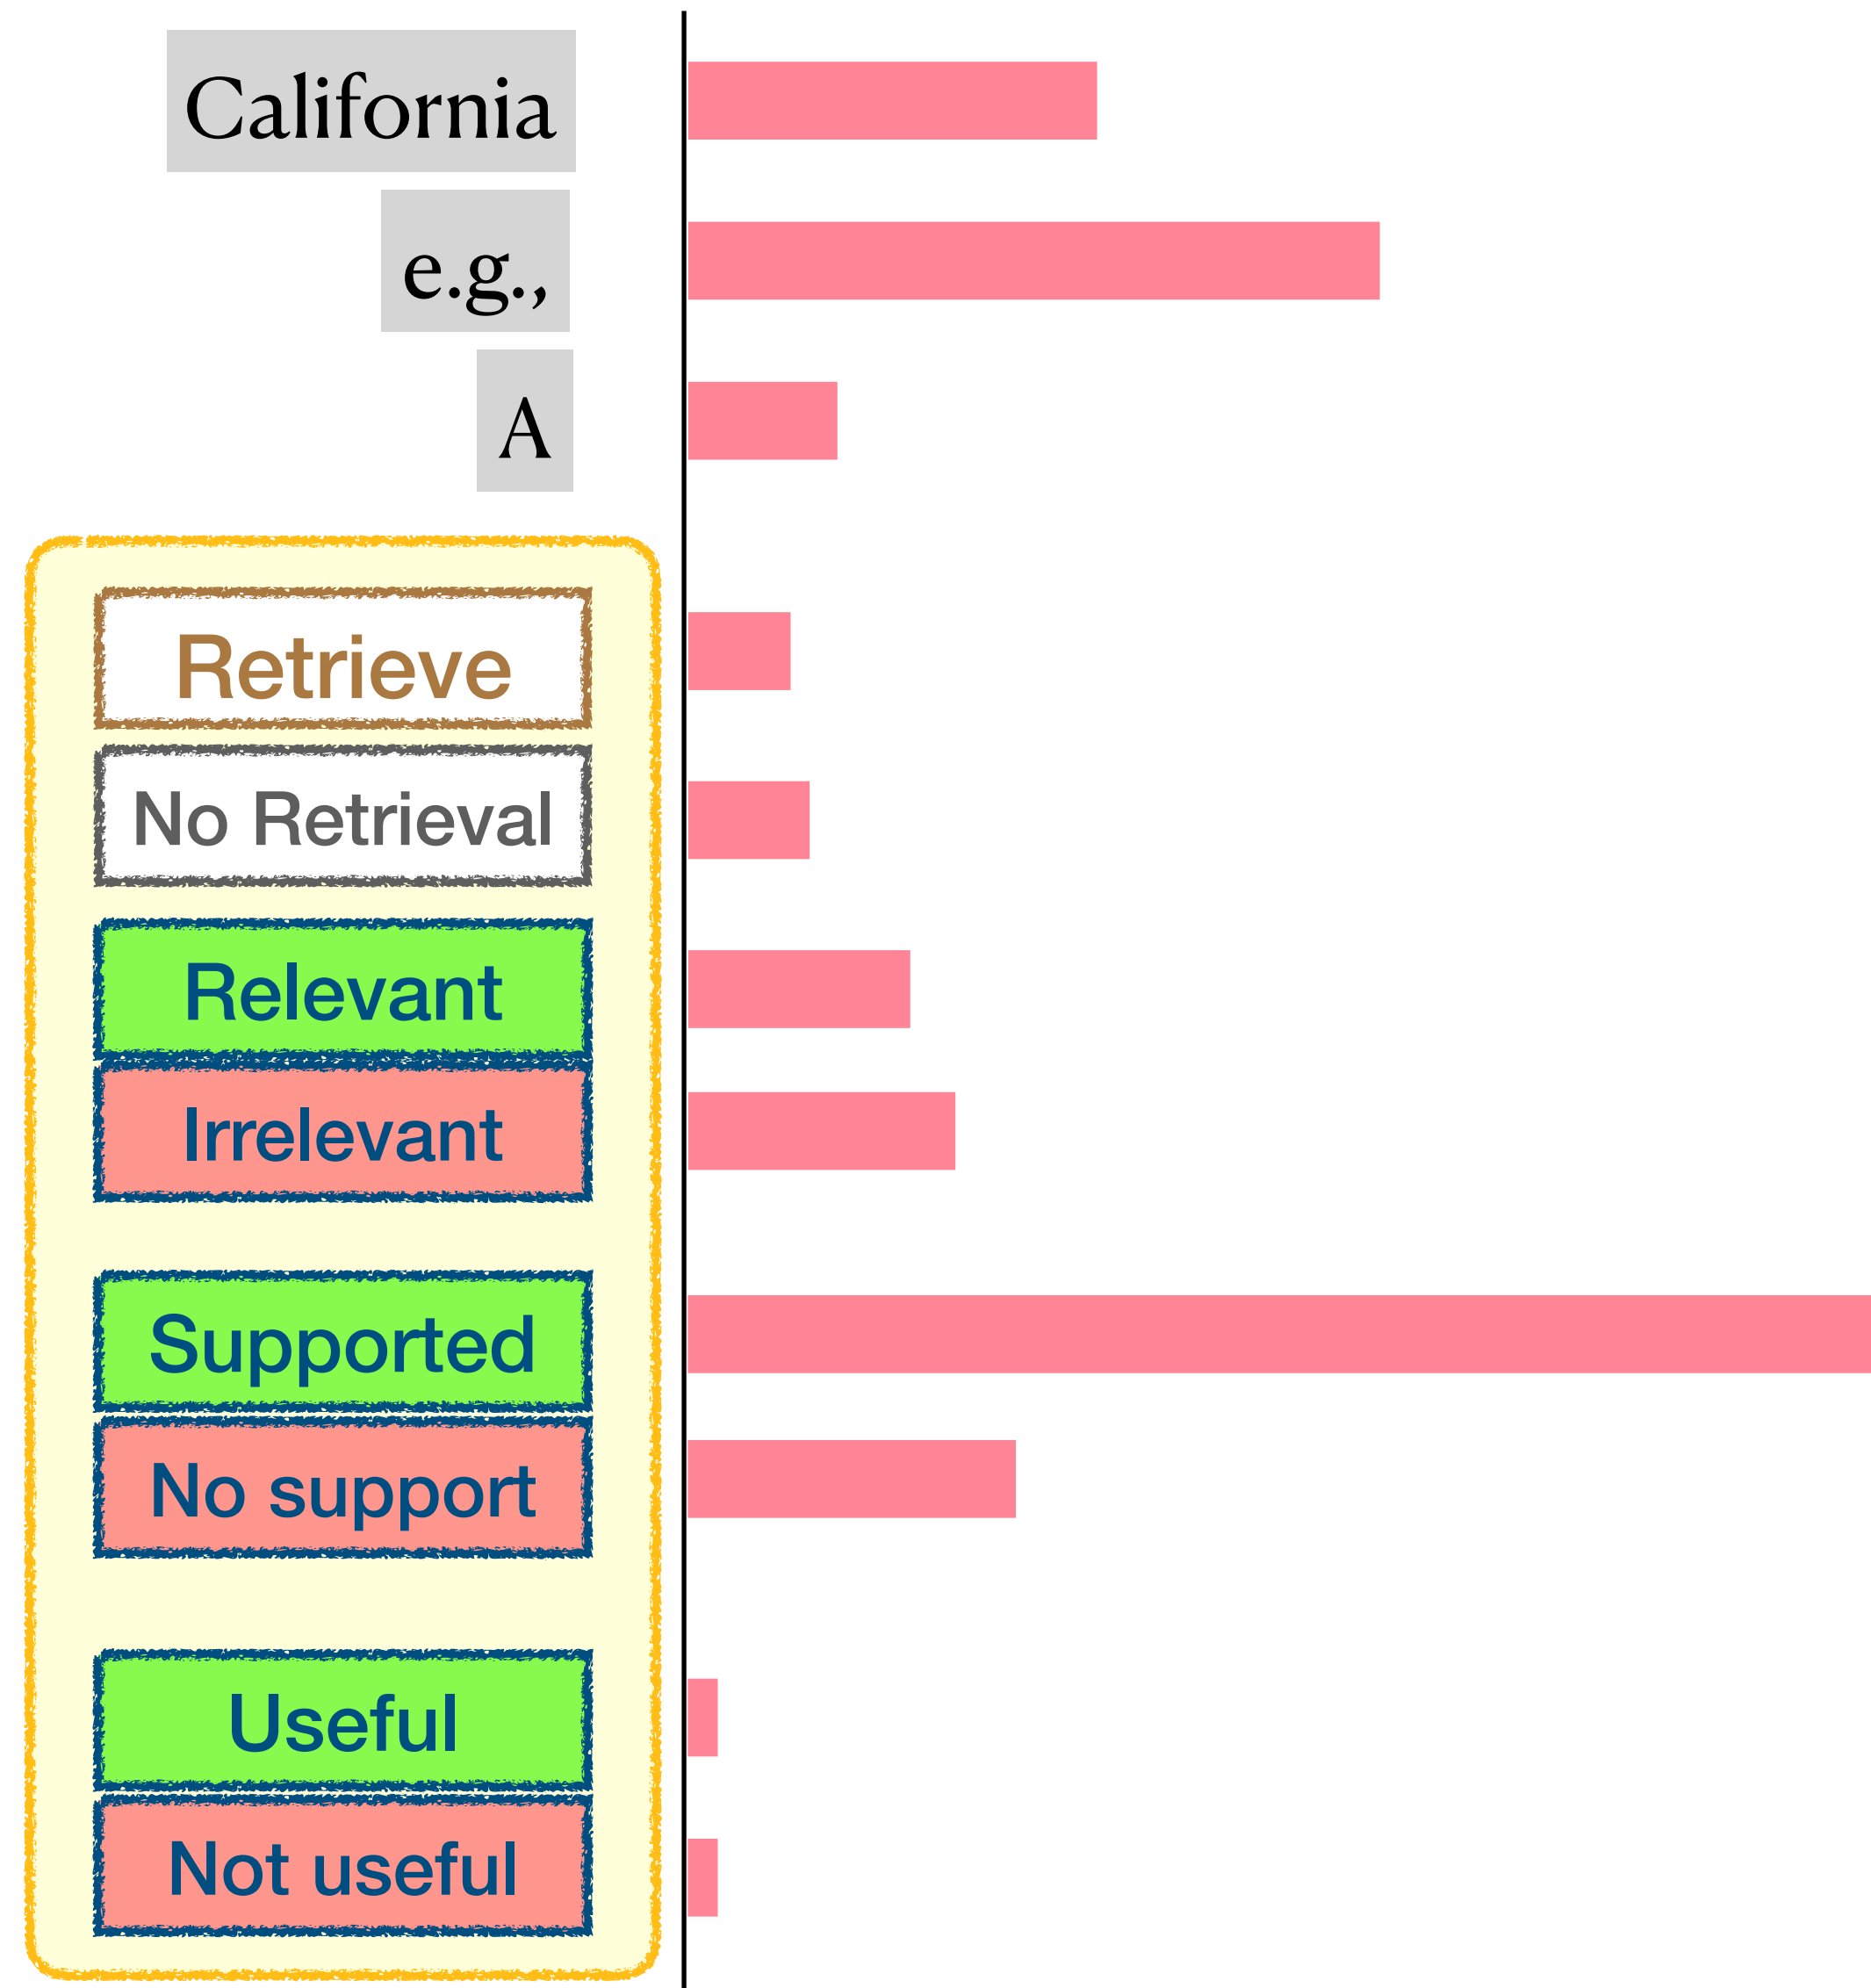 California
e.g.,
A
Retrieve
No Retrieval
Relevant
Irrelevant
Supported
No support
Useful
Not useful